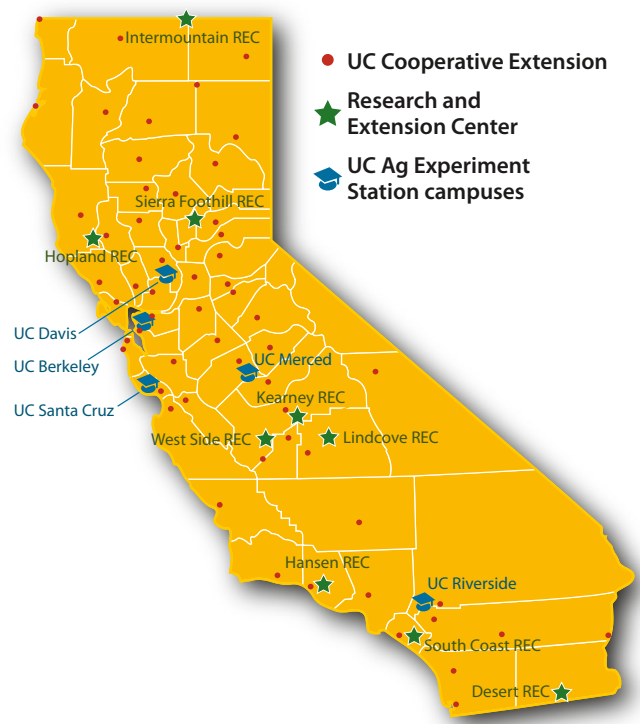 Intermountain REC
UC Cooperative Extension
Research and
Extension Center
UC Ag Experiment
Station campuses
Sierra Foothill REC
Hopland REC
UC Davis
UC Berkeley
UC Merced
UC Santa Cruz
Kearney REC
West Side REC
Lindcove REC
Hansen REC
UC Riverside
South Coast REC
Desert REC